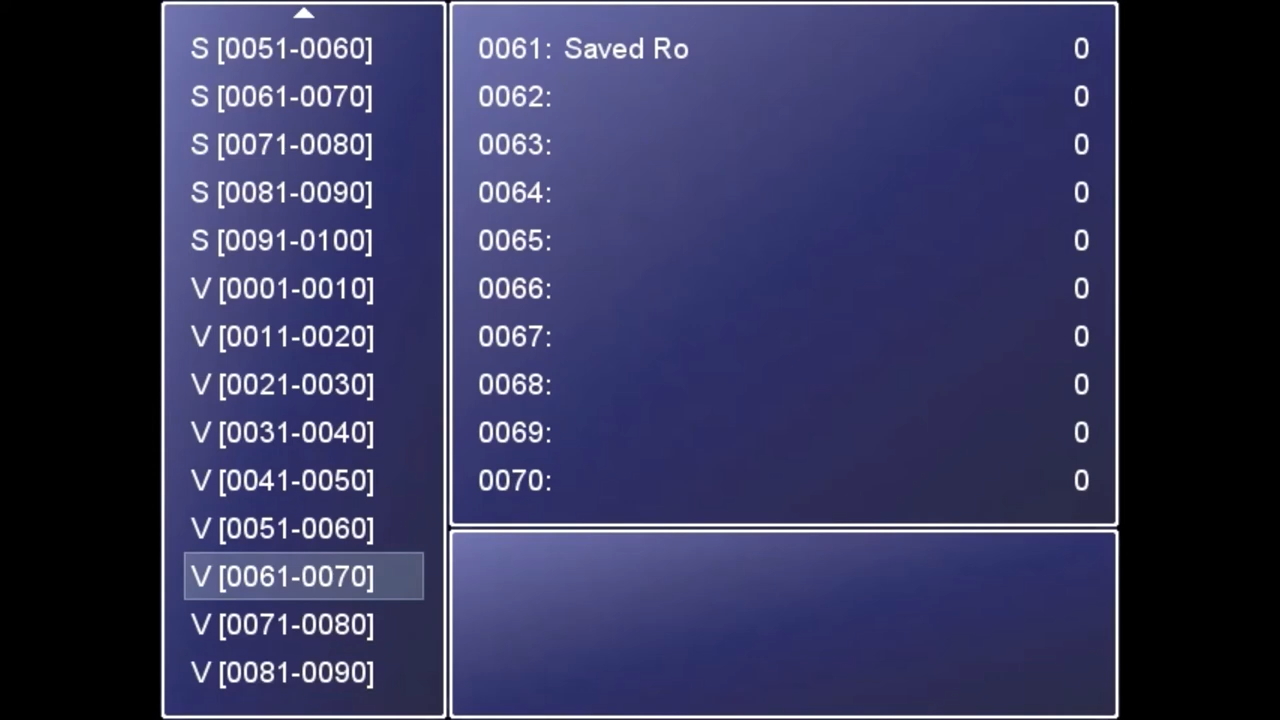 S [0051-0060]
S [0061-0070]
S [0071-0080]
S [0081-0090]
S [0091-0100]
V [0001-0010]
V [0011-0020]
V [0021-0030]
V [0031-0040]
V [0041-0050]
V [0051-0060]
V [0061-0070]
V [0071-0080]
V [0081-0090]
0061: Saved Ro 0
0062: 0
0063: 0
0064: 0
0065: 0
0066: 0
0067: 0
0068: 0
0069: 0
0070: 0